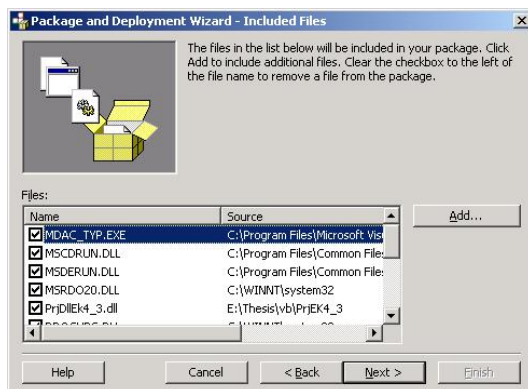 Package and Deployment Wizard - Included Files
The files in the list below will be included in your package. Click
Add to include additional files. Clear the checkbox to the left of
the file name to remove a file from the package.
Files:
Name Source
MDAC_TYP.EXE C:\Program Files\Microsoft Vis
MSCDRUN.DLL C:\Program Files\Common File
MSDERUN.DLL C:\Program Files\Common File
MSRDO20.DLL C:\WINNT\system32
PrjDllEk4_3.dll E:\Thesis\vb\PrjEK4_3
Add...
Help Cancel < Back Next > Finish